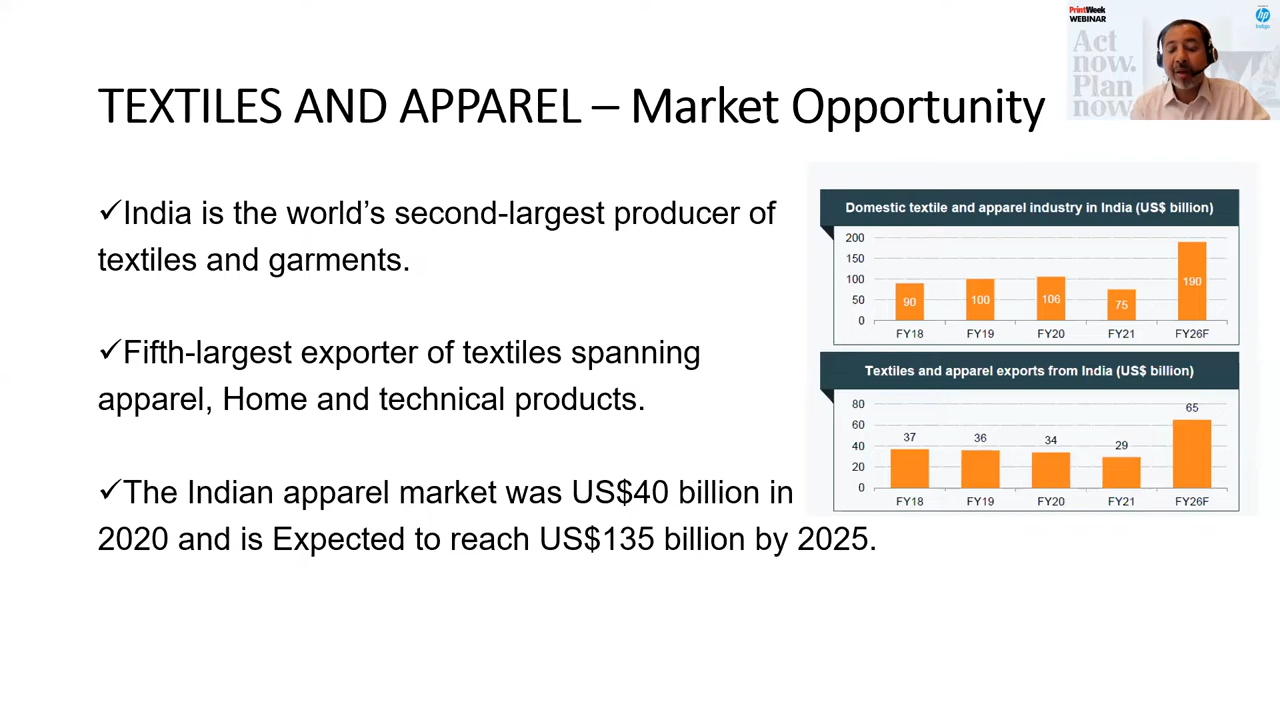 PrintWeek
WEBINAR
hp
Indigo
Act
now.
Plan
now.
TEXTILES AND APPAREL – Market Opportunity
✓India is the world’s second-largest producer of
textiles and garments.
✓Fifth-largest exporter of textiles spanning
apparel, Home and technical products.
✓The Indian apparel market was US$40 billion in
2020 and is Expected to reach US$135 billion by 2025.
Domestic textile and apparel industry in India (US$ billion)
200
150
100
50
0
90 100 106 75 190
FY18 FY19 FY20 FY21 FY26F
Textiles and apparel exports from India (US$ billion)
80
60
40
20
0
37 36 34 29 65
FY18 FY19 FY20 FY21 FY26F